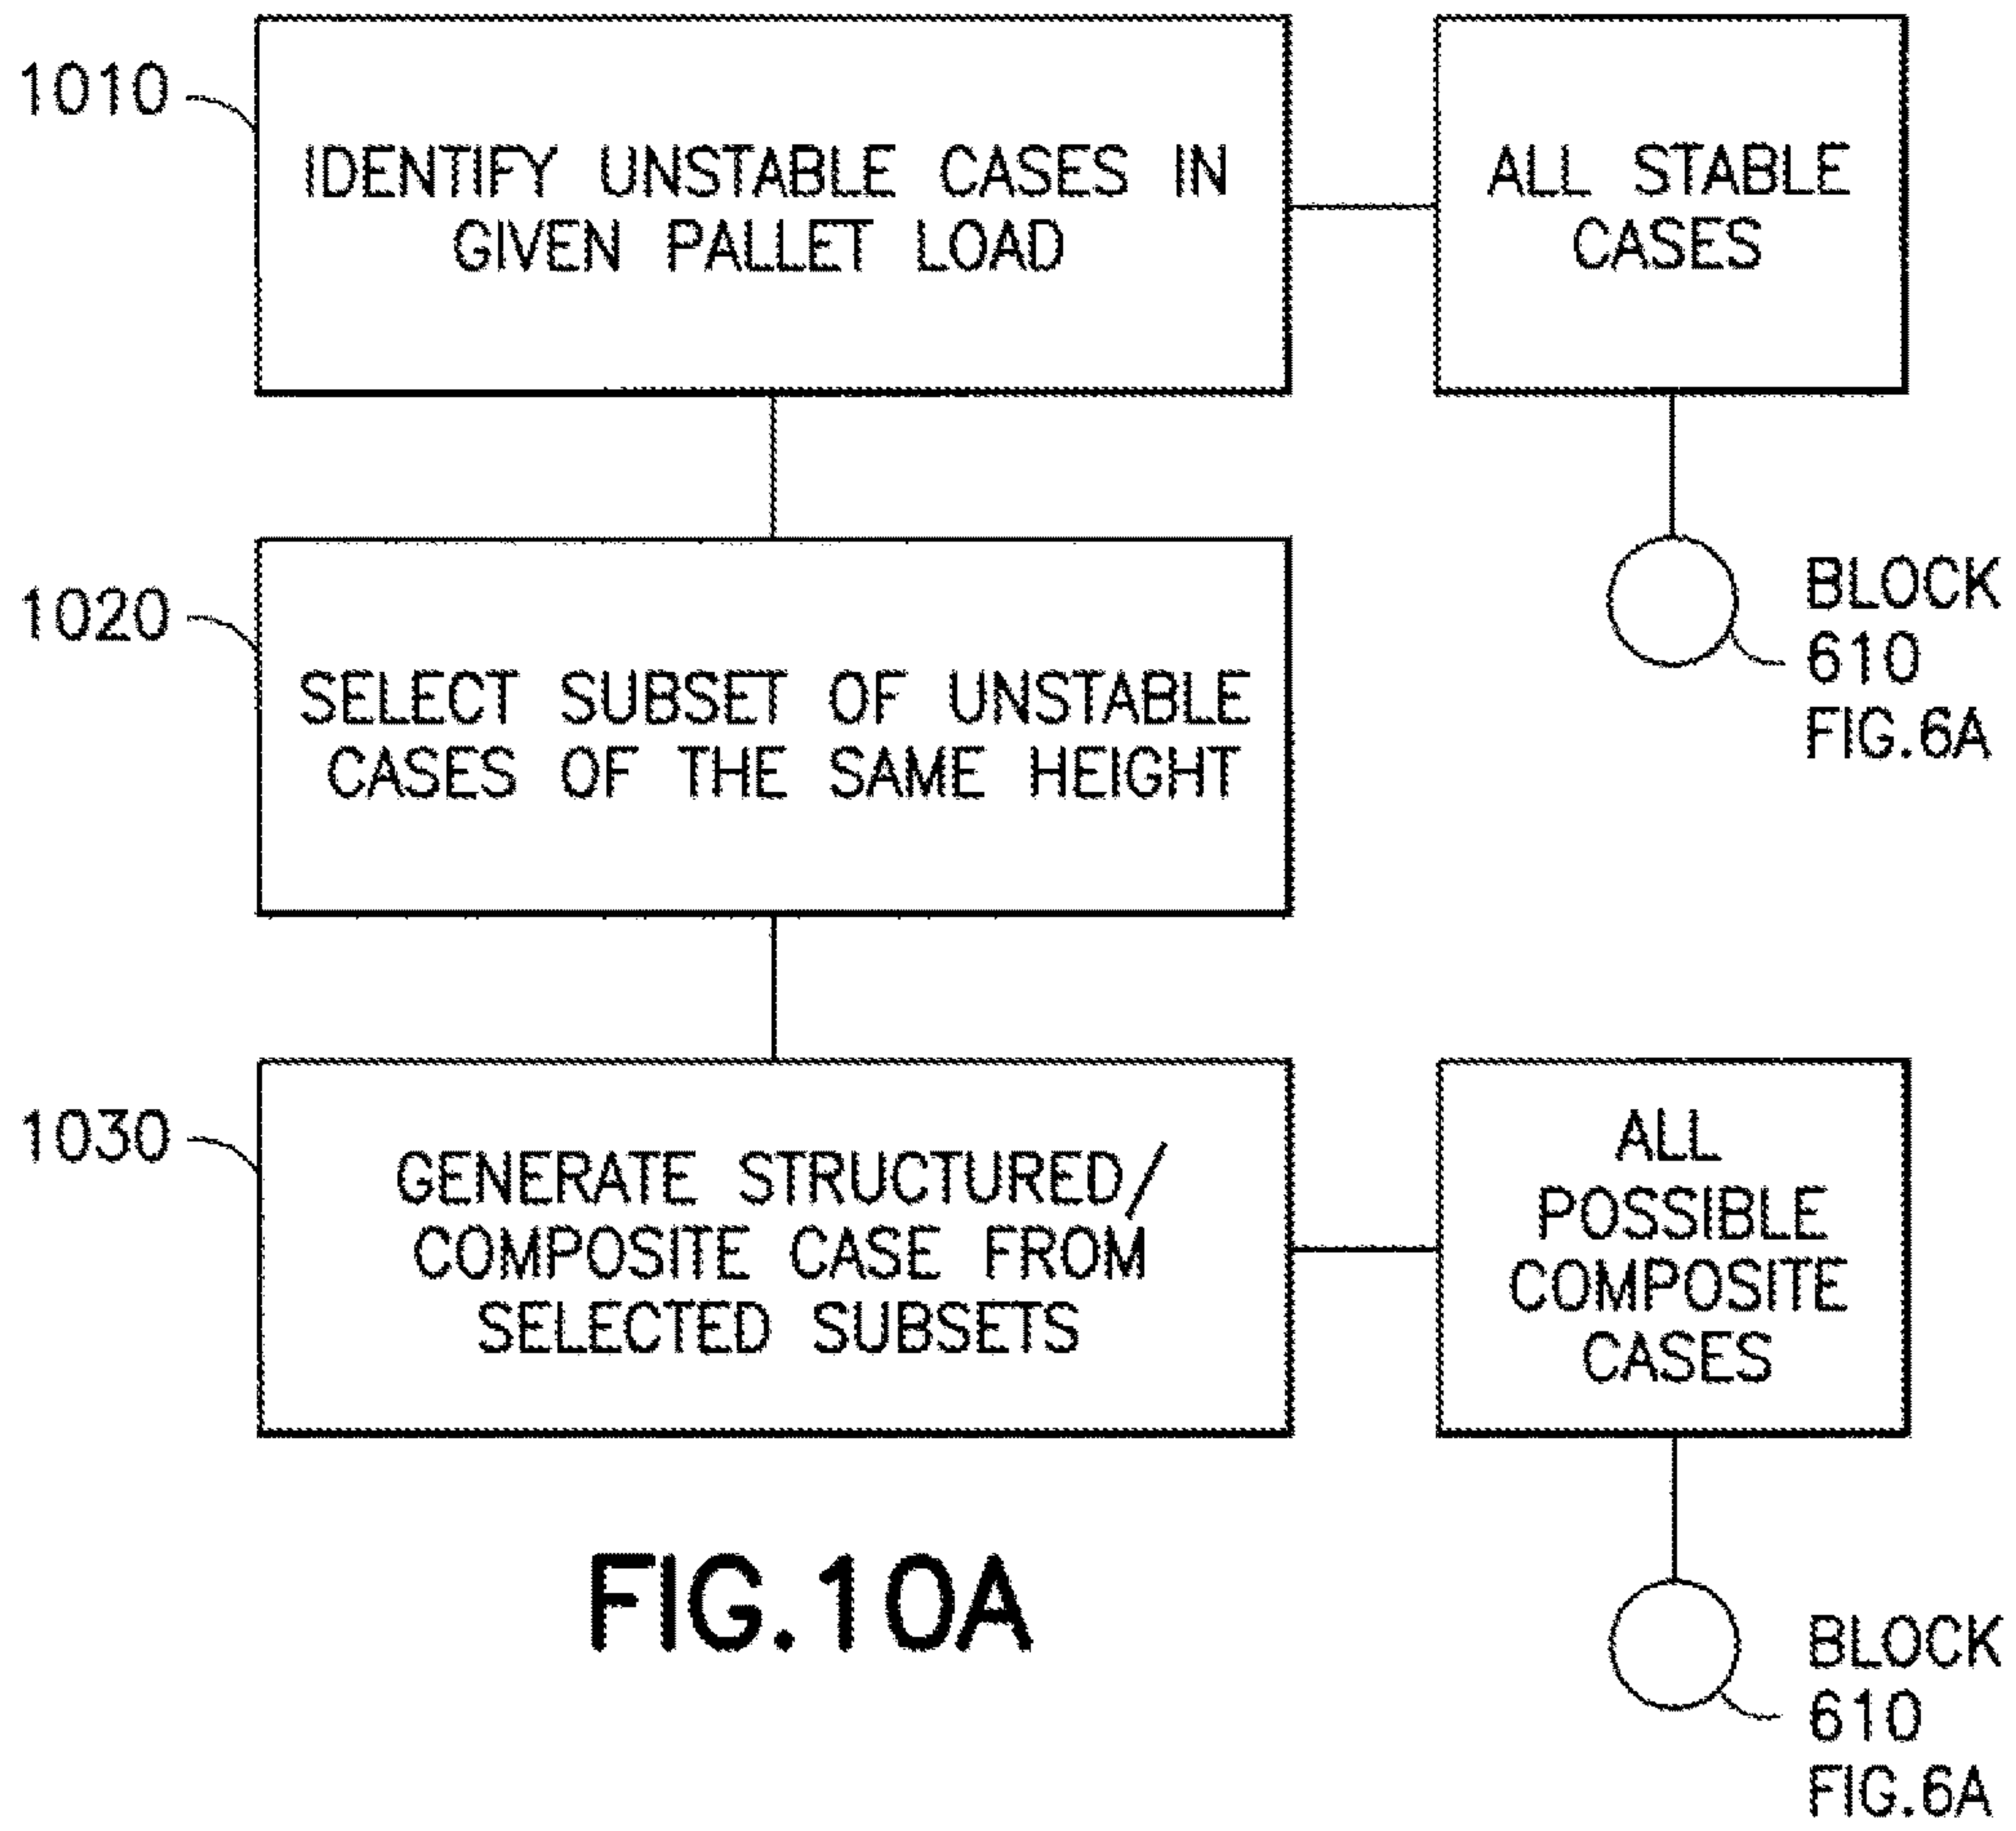 1010
IDENTIFY UNSTABLE CASES IN
GIVEN PALLET LOAD
ALL STABLE
CASES
BLOCK
610
FIG.6A
1020
SELECT SUBSET OF UNSTABLE
CASES OF THE SAME HEIGHT
1030
GENERATE STRUCTURED/
COMPOSITE CASE FROM
SELECTED SUBSETS
ALL
POSSIBLE
COMPOSITE
CASES
BLOCK
610
FIG.6A
FIG.10A